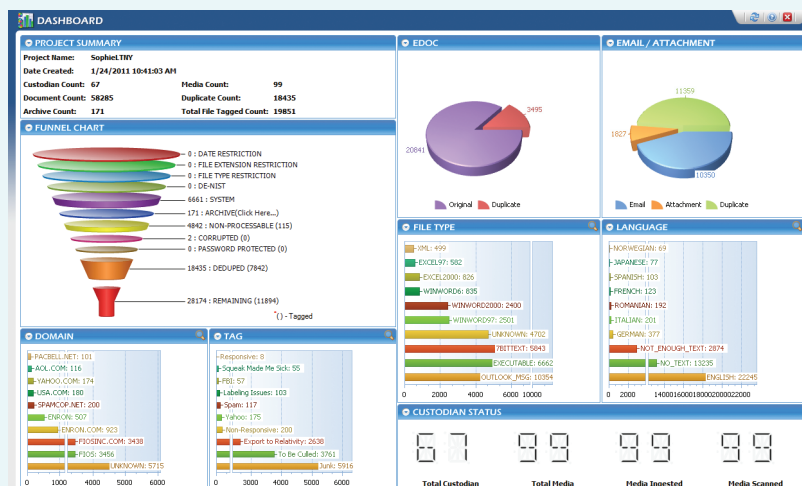 DASHBOARD
PROJECT SUMMARY
Project Name: SophieLTNY
Date Created: 1/24/2011 10:41:03 AM
Custodian Count: 67 Media Count: 99
Document Count: 58285 Duplicate Count: 18435
Archive Count: 171 Total File Tagged Count: 19851
FUNNEL CHART
0 : DATE RESTRICTION
0 : FILE EXTENSION RESTRICTION
0 : FILE TYPE RESTRICTION
0 : DE-NIST
6661 : SYSTEM
171 : ARCHIVE(Click Here...)
4842 : NON-PROCESSABLE (115)
2 : CORRUPTED (0)
0 : PASSWORD PROTECTED (0)
18435 : DEDUPED (7842)
28174 : REMAINING (11894)
*() - Tagged
EDOC
3495
20841
Original Duplicate
EMAIL / ATTACHMENT
11359
1827
10350
Email Attachment Duplicate
FILE TYPE
XML: 499
EXCEL97: 582
EXCEL2000: 826
WINWORD6: 835
WINWORD2000: 2400
WINWORD97: 2501
UNKNOWN: 4702
7BITTEXT: 5843
EXECUTABLE: 6662
OUTLOOK_MSG: 10354
0 2000 4000 6000 10000
LANGUAGE
NORWEGIAN: 69
JAPANESE: 77
SPANISH: 103
FRENCH: 123
ROMANIAN: 192
ITALIAN: 201
GERMAN: 377
NOT_ENOUGH_TEXT: 2874
NO_TEXT: 13235
ENGLISH: 22245
0 2000 14000 16000 18000 20000 22000
DOMAIN
PACBELL.NET: 101
AOL.COM: 116
YAHOO.COM: 174
USA.COM: 180
SPAMCOP.NET: 200
ENRON: 507
ENRON.COM: 923
FIOSINC.COM: 3438
FIOS: 3456
UNKNOWN: 5715
0 1000 4000 5000 6000
TAG
Responsive: 8
Squeak Made Me Sick: 55
FBI: 57
Labeling Issues: 103
Spam: 117
Yahoo: 175
Non-Responsive: 200
Export to Relativity: 2638
To Be Culled: 3761
Junk: 5916
0 3000 4000 5000 6000
CUSTODIAN STATUS
67 99 99 99
Total Custodian Total Media Media Ingested Media Scanned